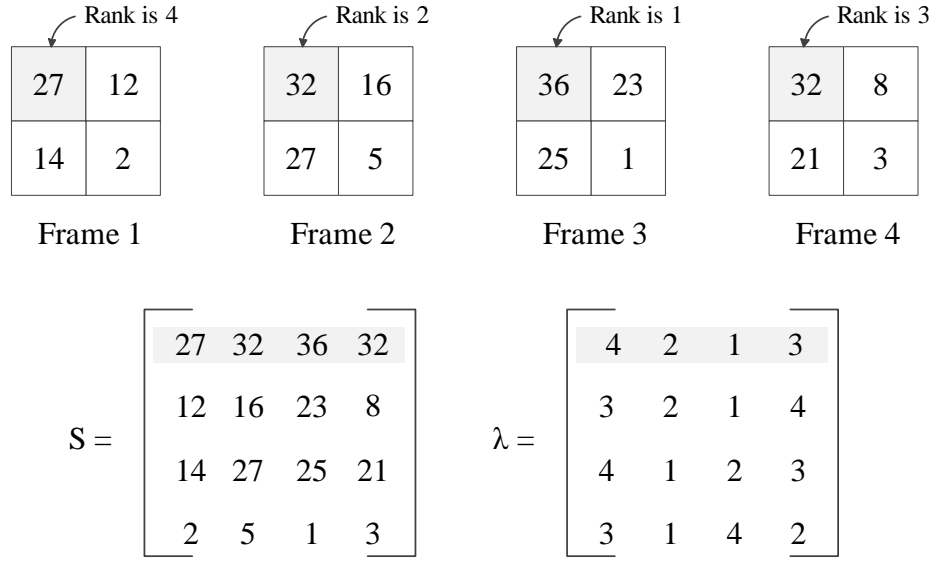 Rank is 4 Rank is 2 Rank is 1 Rank is 3
27 12 32 16 36 23 32 8
14 2 27 5 25 1 21 3
Frame 1 Frame 2 Frame 3 Frame 4
27 32 36 32 4 2 1 3
12 16 23 8 3 2 1 4
S = λ =
14 27 25 21 4 1 2 3
2 5 1 3 3 1 4 2